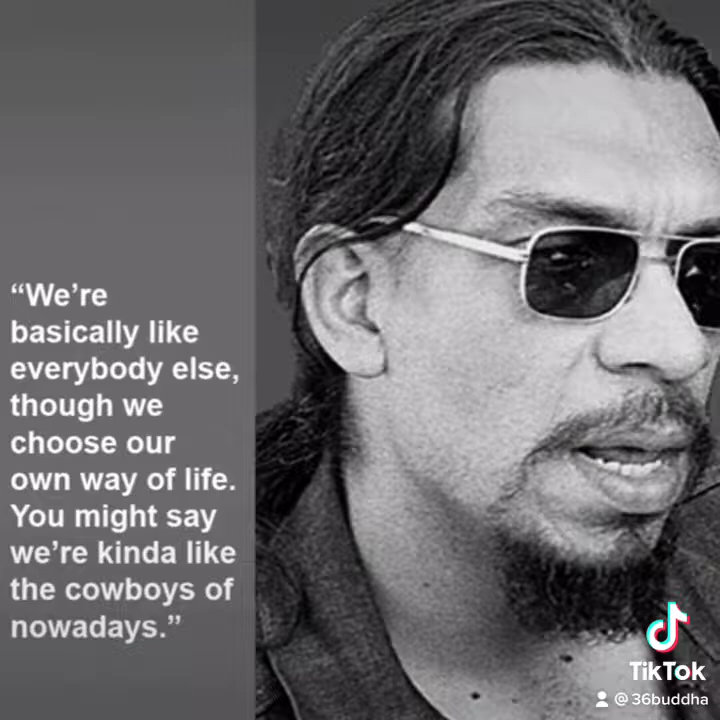 “We’re
basically like
everybody else,
though we
choose our
own way of life.
You might say
we’re kinda like
the cowboys of
nowadays.”
TikTok
@36buddha